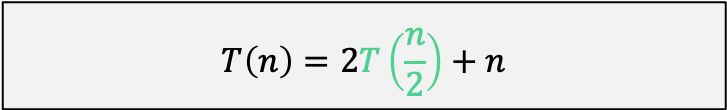 T(n) = 2T(n/2) + n